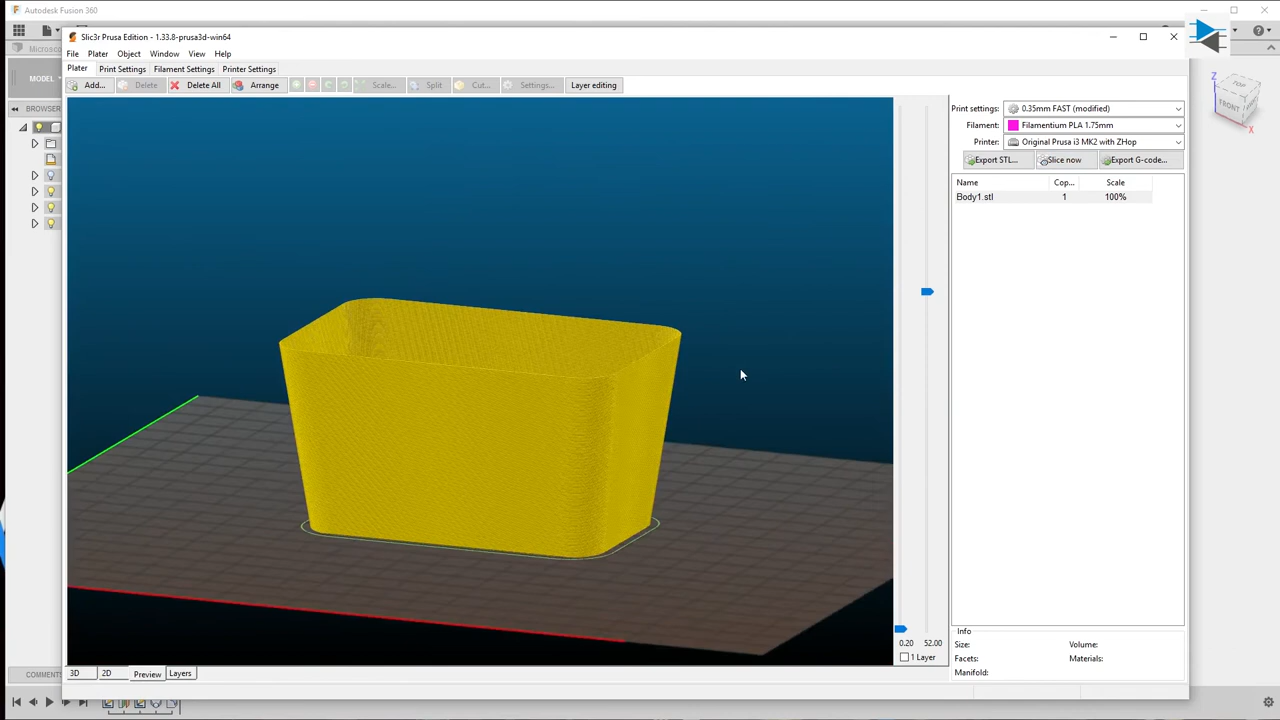 Autodesk Fusion 360
Slic3r Prusa Edition - 1.33.8-prusa3d-win64
File Plater Object Window View Help
Microsco
Plater Print Settings Filament Settings Printer Settings
MODEL
Add... Delete Delete All Arrange Scale... Split Cut... Settings... Layer editing
BROWSER
Print settings: 0.35mm FAST (modified)
Filament: Filamentium PLA 1.75mm
Printer: Original Prusa i3 MK2 with ZHop
Export STL... Slice now Export G-code...
Name Cop... Scale
Body1.stl 1 100%
Z
TOP
FRONT
X
Info
Size: Volume:
Facets: Materials:
Manifold:
0.20 52.00
1 Layer
3D 2D Preview Layers
COMMENTS